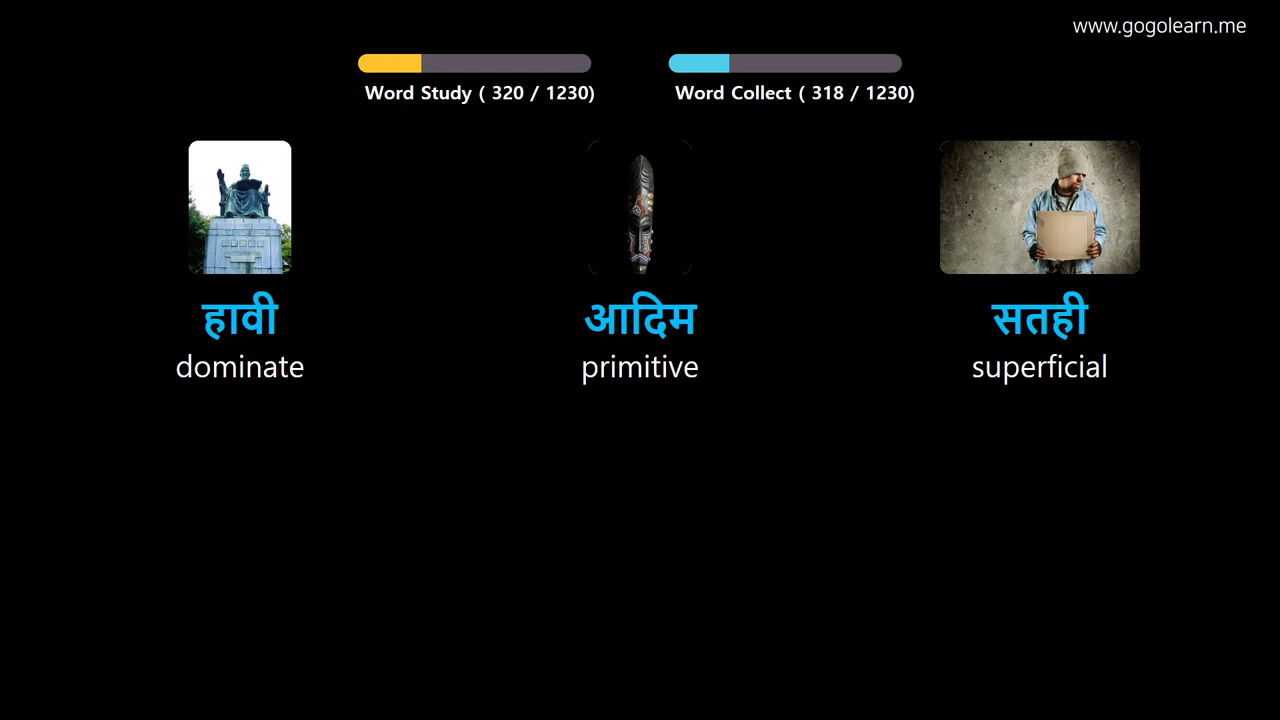 www.gogolearn.me
Word Study ( 320 / 1230)
Word Collect ( 318 / 1230)
हावी
आदिम
सतही
dominate
primitive
superficial